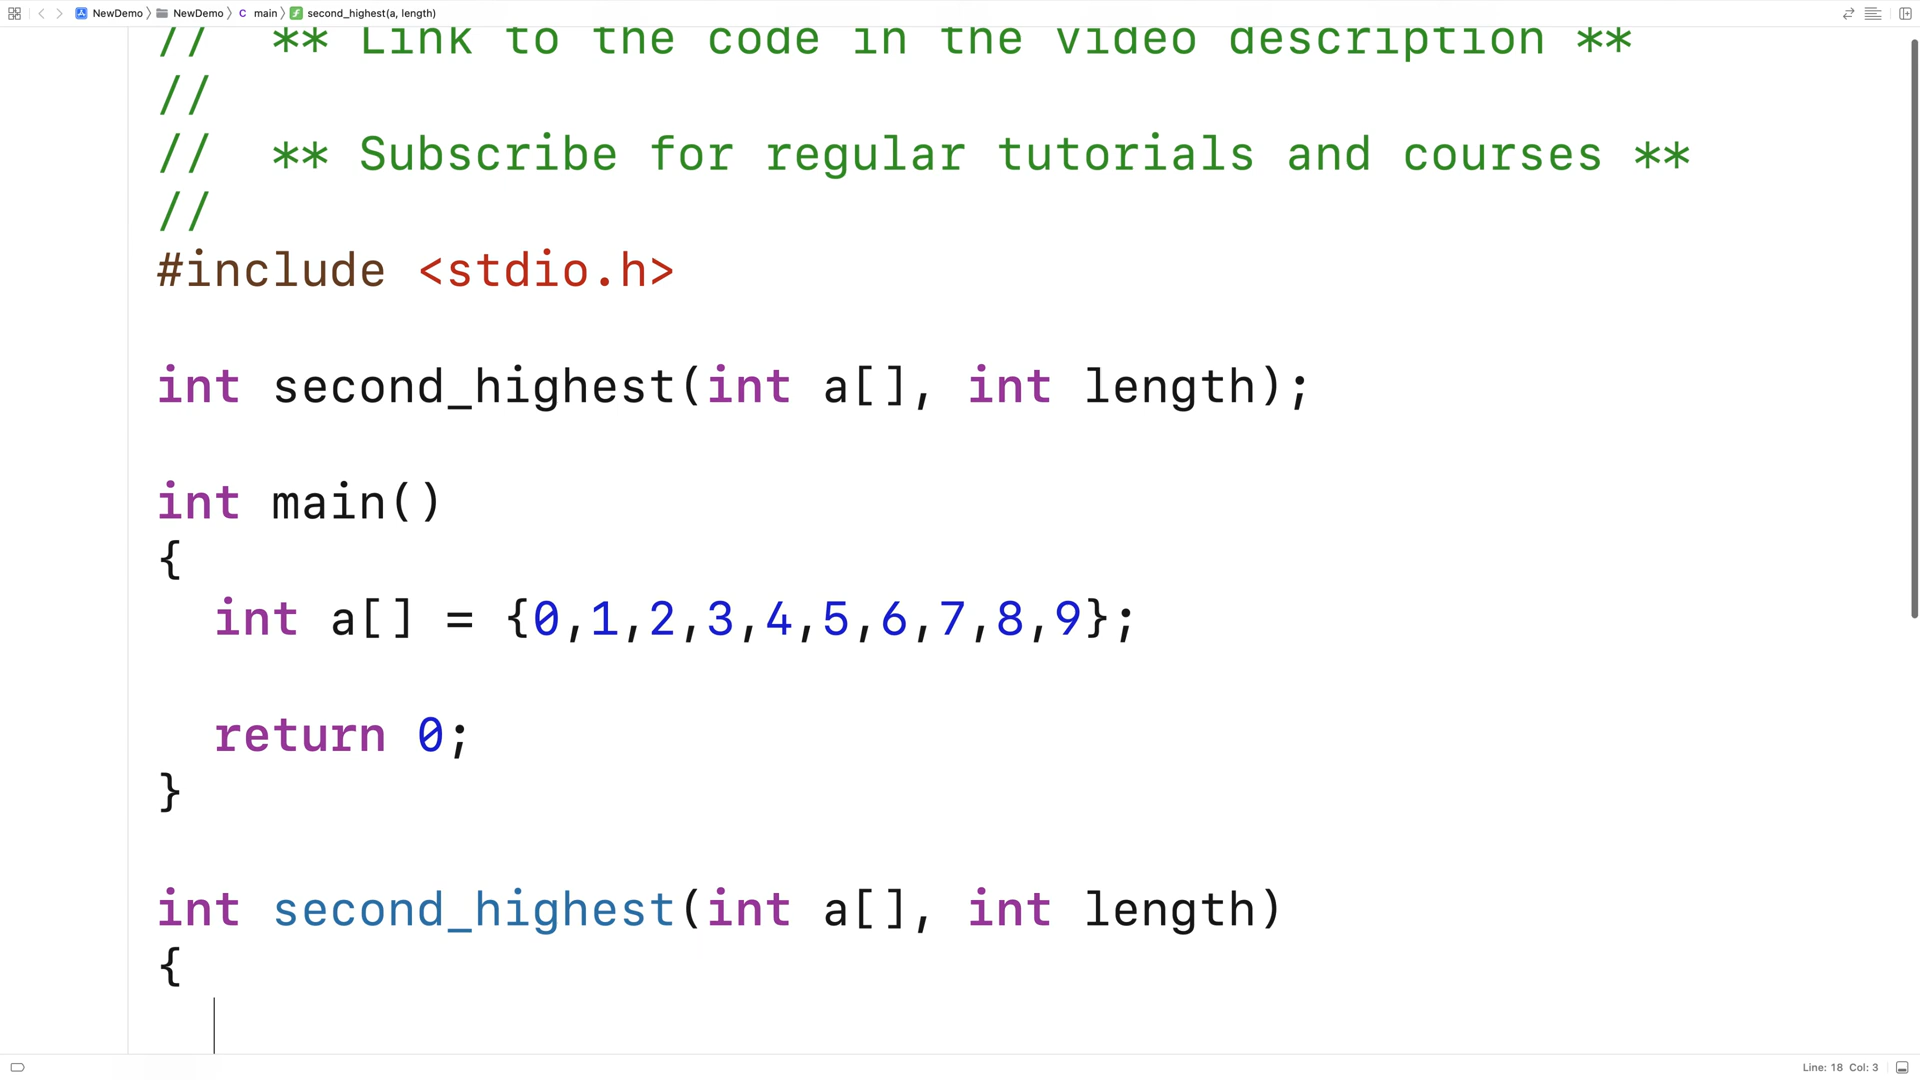 NewDemo NewDemo C main f second_highest(a, length)
// ** Link to the code in the video description **
//
// ** Subscribe for regular tutorials and courses **
//
#include <stdio.h>
int second_highest(int a[], int length);
int main()
{
int a[] = {0,1,2,3,4,5,6,7,8,9};
return 0;
}
int second_highest(int a[], int length)
{
Line: 18 Col: 3